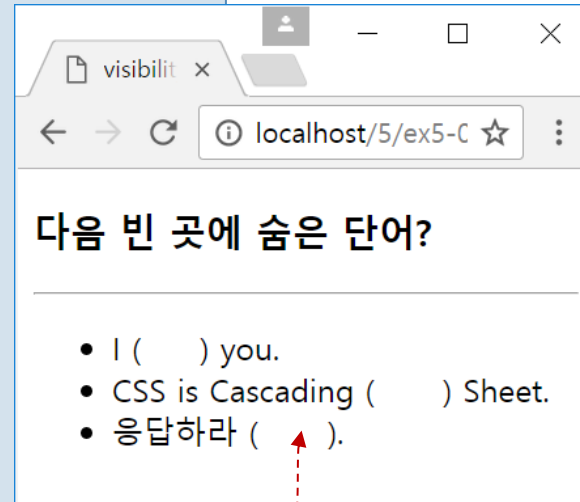 visibilit
localhost/5/ex5-0
다음 빈 곳에 숨은 단어?
I (    ) you.
CSS is Cascading (    ) Sheet.
응답하라 (    ).